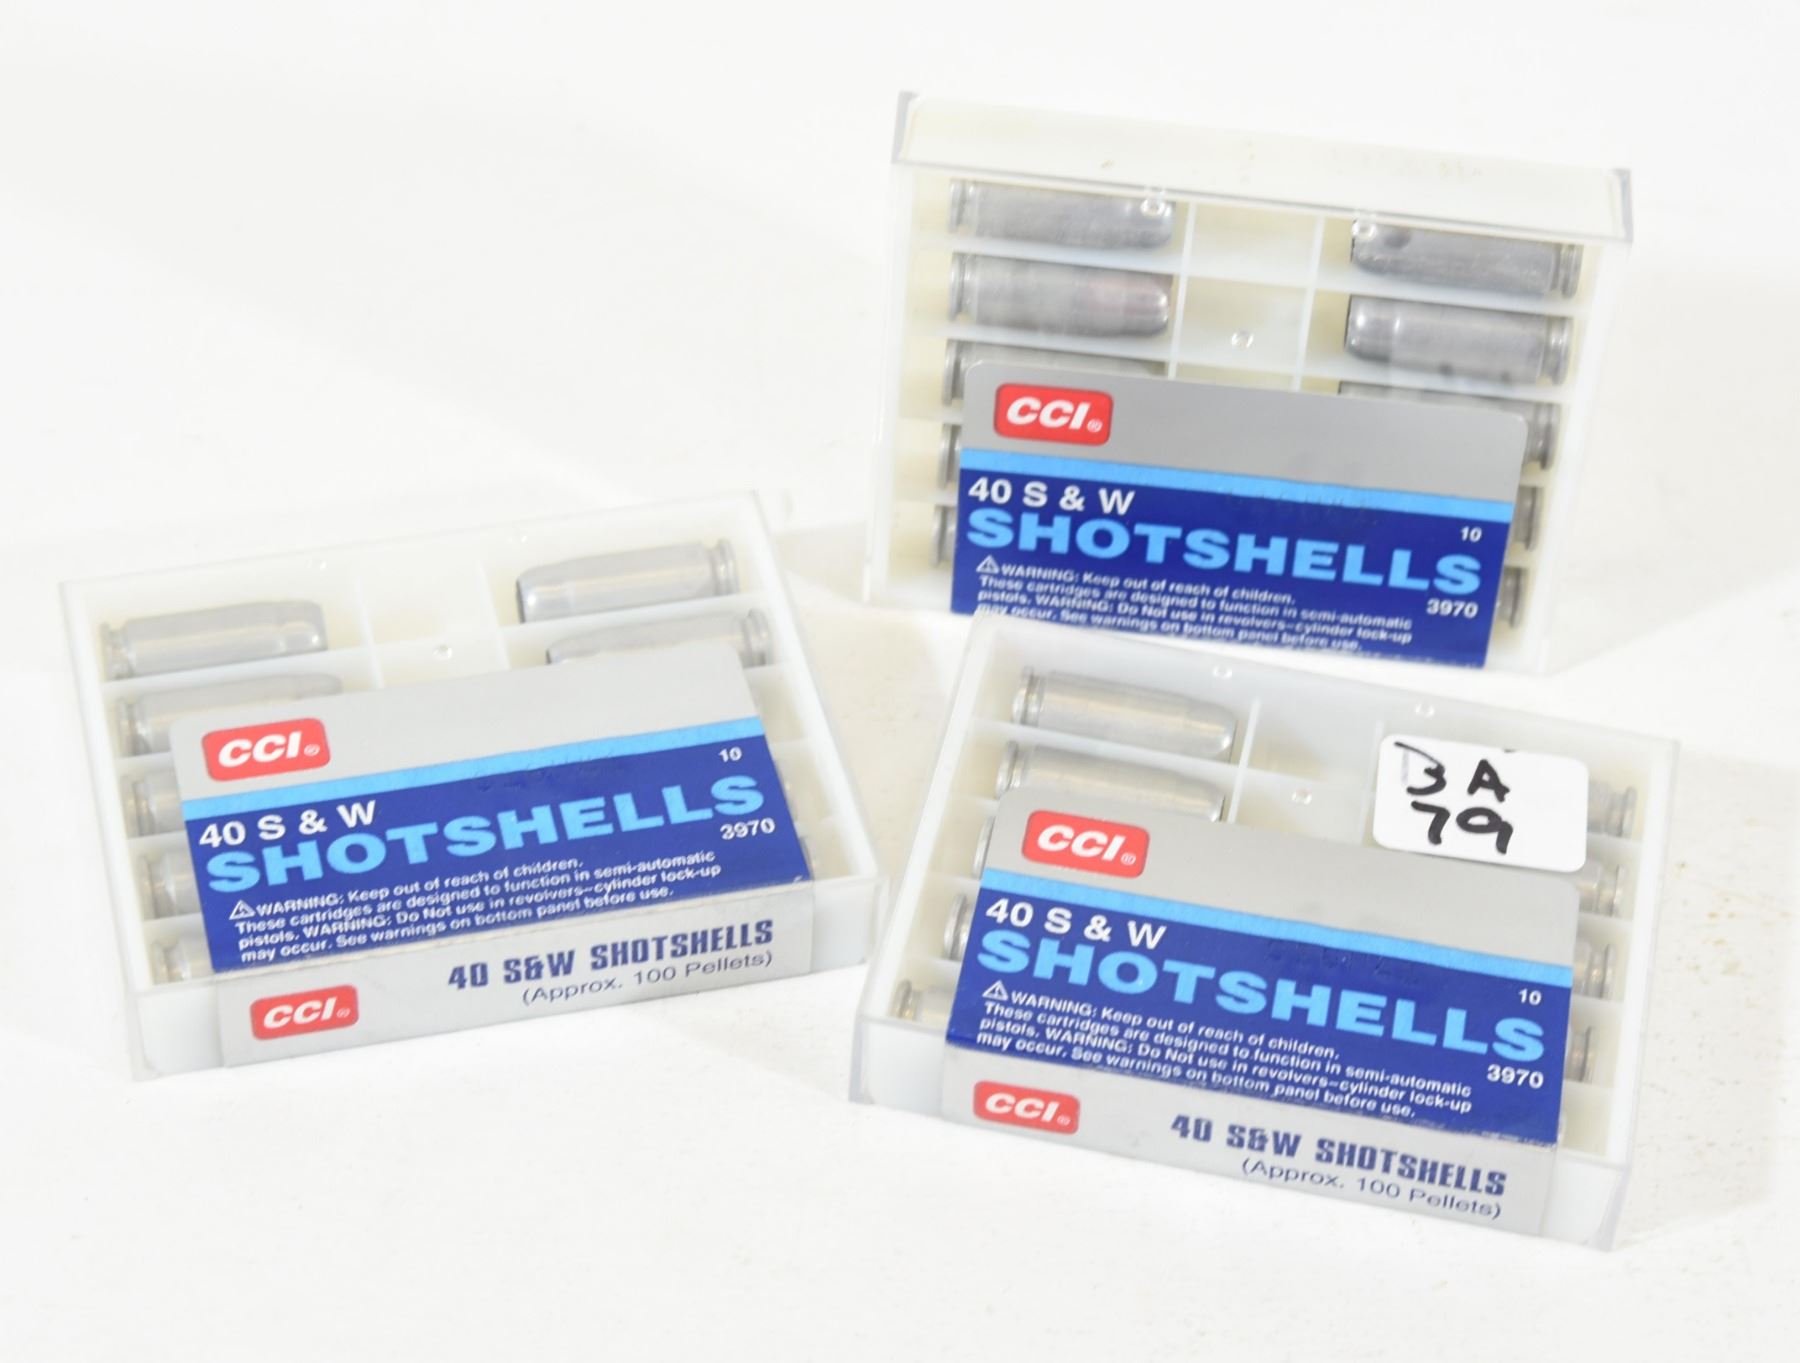 CCI®
40 S & W
10
SHOTSHELLS
3970
⚠WARNING: Keep out of reach of children.
These cartridges are designed to function in semi-automatic
pistols. WARNING: Do Not use in revolvers-cylinder lock-up
may occur. See warnings on bottom panel before use.
CCI®
10
40 S & W
SHOTSHELLS
3970
⚠WARNING: Keep out of reach of children.
These cartridges are designed to function in semi-automatic
pistols. WARNING: Do Not use in revolvers-cylinder lock-up
may occur. See warnings on bottom panel before use.
CCI®
40 S&W SHOTSHELLS
(Approx. 100 Pellets)
BA
79
CCI®
40 S & W
10
SHOTSHELLS
3970
⚠WARNING: Keep out of reach of children.
These cartridges are designed to function in semi-automatic
pistols. WARNING: Do Not use in revolvers-cylinder lock-up
may occur. See warnings on bottom panel before use.
CCI®
40 S&W SHOTSHELLS
(Approx. 100 Pellets)